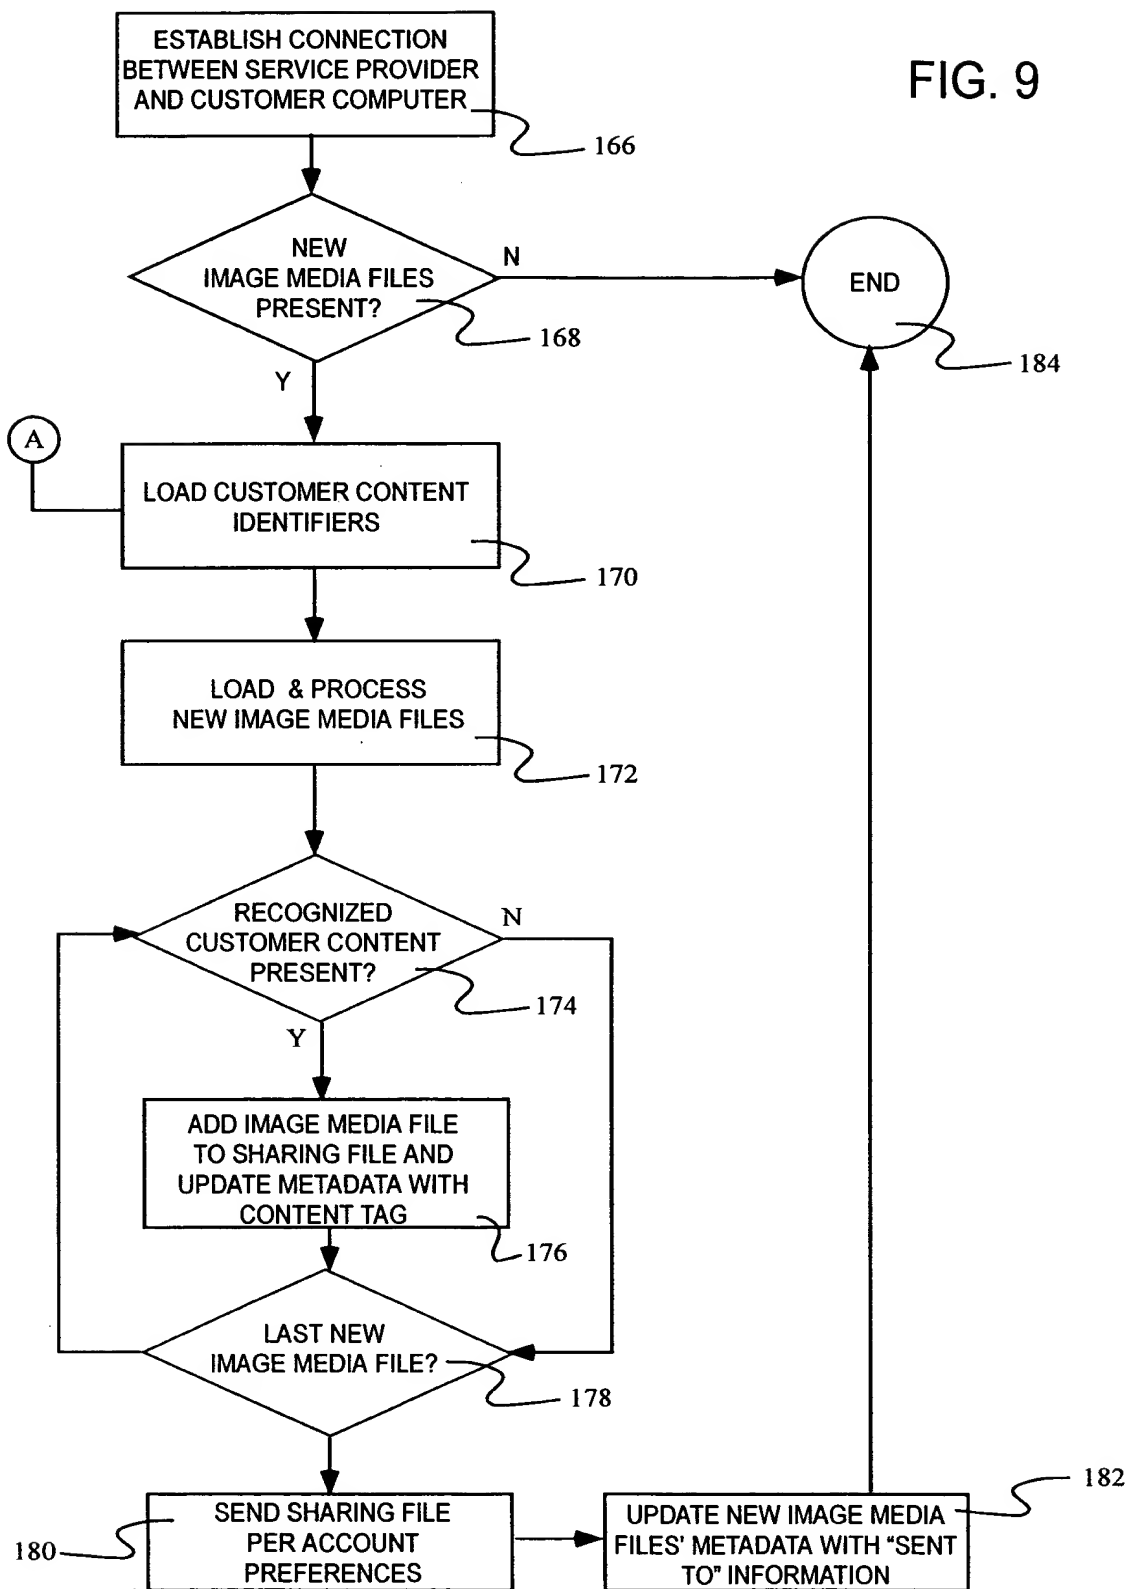 FIG. 9
ESTABLISH CONNECTION
BETWEEN SERVICE PROVIDER
AND CUSTOMER COMPUTER
166
NEW
IMAGE MEDIA FILES
PRESENT?
168
N
END
184
Y
A
LOAD CUSTOMER CONTENT
IDENTIFIERS
170
LOAD & PROCESS
NEW IMAGE MEDIA FILES
172
RECOGNIZED
CUSTOMER CONTENT
PRESENT?
174
N
Y
ADD IMAGE MEDIA FILE
TO SHARING FILE AND
UPDATE METADATA WITH
CONTENT TAG
176
LAST NEW
IMAGE MEDIA FILE?
178
SEND SHARING FILE
PER ACCOUNT
PREFERENCES
180
UPDATE NEW IMAGE MEDIA
FILES' METADATA WITH “SENT
TO” INFORMATION
182